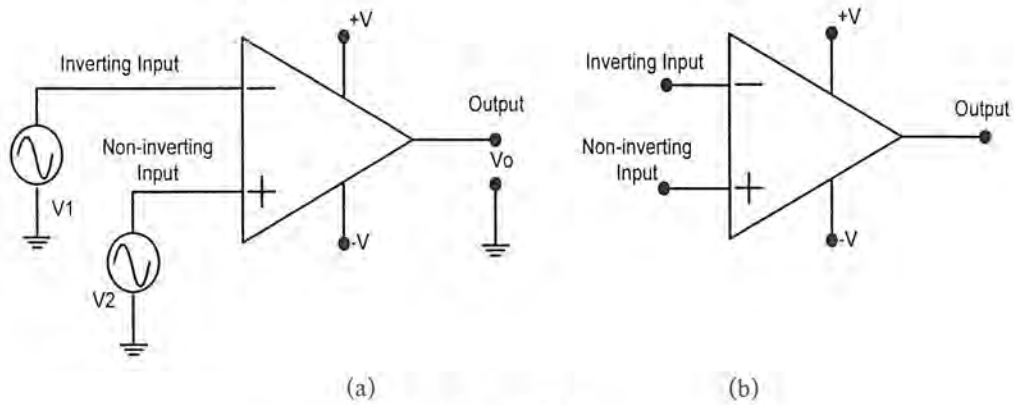 +V
Inverting Input
−
Output
Non-inverting
Input
Vo
+
V1
-V
V2
(a)
+V
Inverting Input
−
Output
Non-inverting
Input
+
-V
(b)